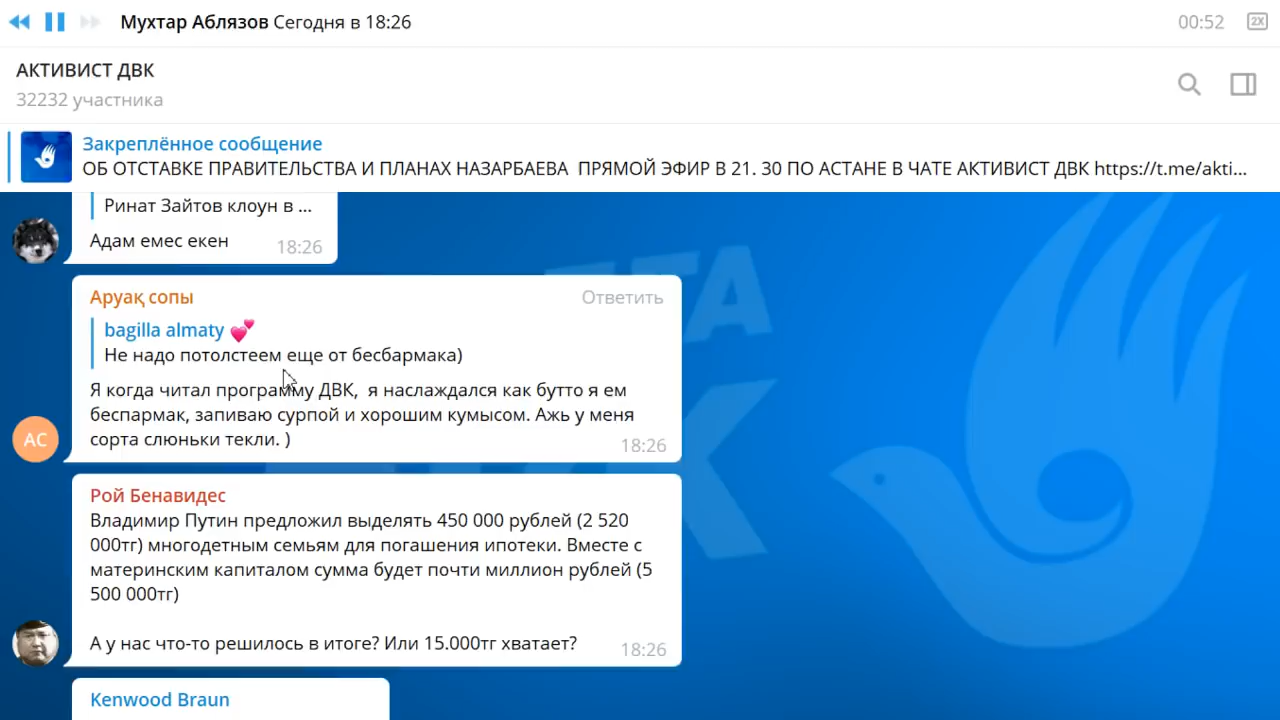 Мухтар Аблязов Сегодня в 18:26
00:52
2X
АКТИВИСТ ДВК
32232 участника
Закреплённое сообщение
ОБ ОТСТАВКЕ ПРАВИТЕЛЬСТВА И ПЛАНАХ НАЗАРБАЕВА ПРЯМОЙ ЭФИР В 21. 30 ПО АСТАНЕ В ЧАТЕ АКТИВИСТ ДВК https://t.me/akti...
Ринат Зайтов клоун в ...
Адам емес екен
18:26
Аруақ сопы
Ответить
bagilla almaty 💕
Не надо потолстеем еще от бесбармака)
Я когда читал программу ДВК, я наслаждался как бутто я ем
беспармак, запиваю сурпой и хорошим кумысом. Ажь у меня
сорта слюньки текли. )
18:26
АС
Рой Бенавидес
Владимир Путин предложил выделять 450 000 рублей (2 520
000тг) многодетным семьям для погашения ипотеки. Вместе с
материнским капиталом сумма будет почти миллион рублей (5
500 000тг)
А у нас что-то решилось в итоге? Или 15.000тг хватает?
18:26
Kenwood Braun